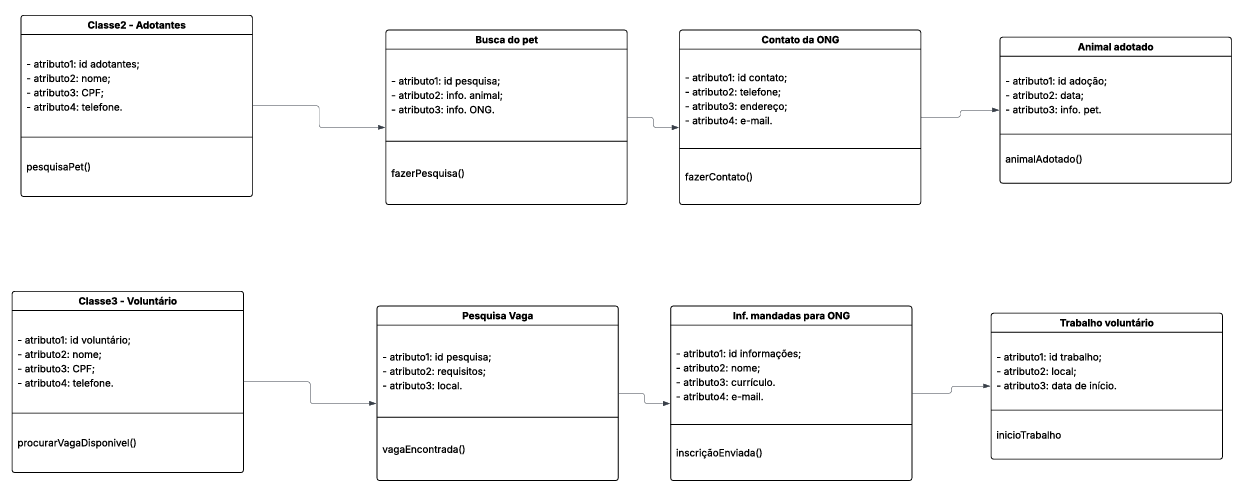 Classe2 - Adotantes
- atributo1: id adotantes;
- atributo2: nome;
- atributo3: CPF;
- atributo4: telefone.
pesquisaPet()
Busca do pet
- atributo1: id pesquisa;
- atributo2: info. animal;
- atributo3: info. ONG.
fazerPesquisa()
Contato da ONG
- atributo1: id contato;
- atributo2: telefone;
- atributo3: endereço;
- atributo4: e-mail.
fazerContato()
Animal adotado
- atributo1: id adoção;
- atributo2: data;
- atributo3: info. pet.
animalAdotado()
Classe3 - Voluntário
- atributo1: id voluntário;
- atributo2: nome;
- atributo3: CPF;
- atributo4: telefone.
procurarVagaDisponivel()
Pesquisa Vaga
- atributo1: id pesquisa;
- atributo2: requisitos;
- atributo3: local.
vagaEncontrada()
Inf. mandadas para ONG
- atributo1: id informações;
- atributo2: nome;
- atributo3: currículo.
- atributo4: e-mail.
inscriçãoEnviada()
Trabalho voluntário
- atributo1: id trabalho;
- atributo2: local;
- atributo3: data de início.
inicioTrabalho